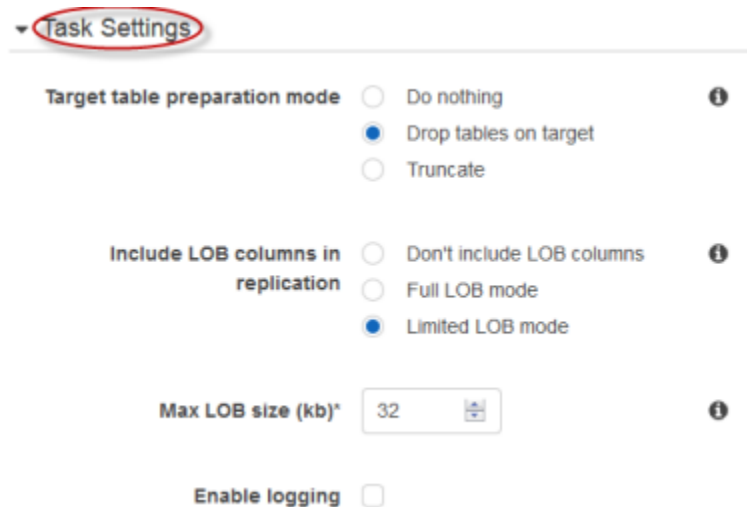 Task Settings
Target table preparation mode
Do nothing
Drop tables on target
Truncate
Include LOB columns in
replication
Don't include LOB columns
Full LOB mode
Limited LOB mode
Max LOB size (kb)*
32
Enable logging